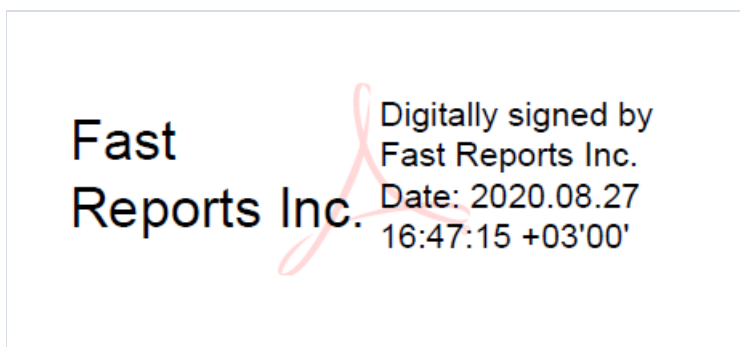 Fast
Reports Inc.
Digitally signed by
Fast Reports Inc.
Date: 2020.08.27
16:47:15 +03'00'